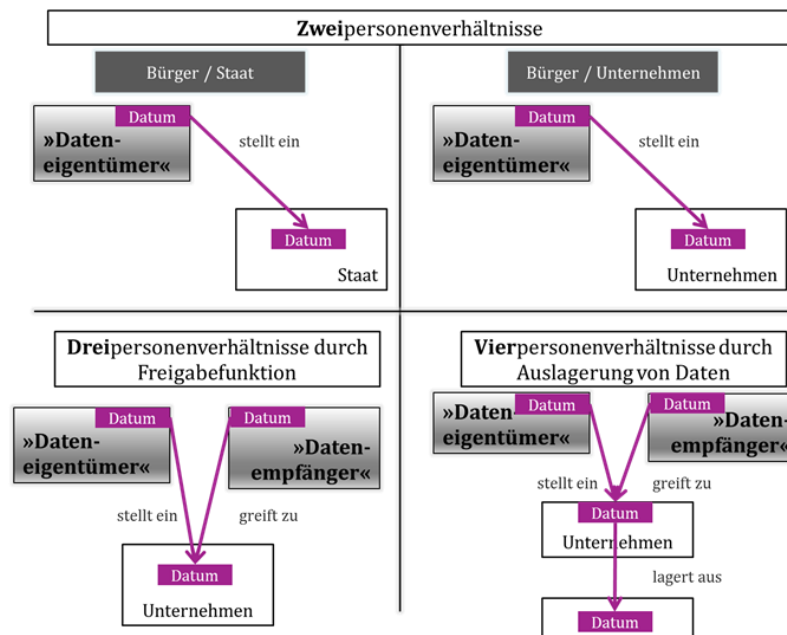 Zweipersonenverhältnisse
Bürger / Staat
Datum
»Daten-
eigentümer«
stellt ein
Datum
Staat
Bürger / Unternehmen
Datum
»Daten-
eigentümer«
stellt ein
Datum
Unternehmen
Dreipersonenverhältnisse durch
Freigabefunktion
Datum
»Daten-
eigentümer«
Datum
»Daten-
empfänger«
stellt ein
greift zu
Datum
Unternehmen
Vierpersonenverhältnisse durch
Auslagerung von Daten
Datum
»Daten-
eigentümer«
Datum
»Daten-
empfänger«
stellt ein
greift zu
Datum
Unternehmen
lagert aus
Datum